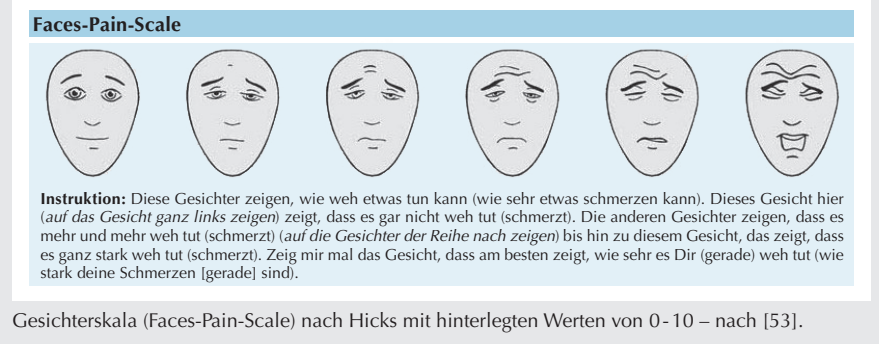 Faces-Pain-Scale
Instruktion: Diese Gesichter zeigen, wie weh etwas tun kann (wie sehr etwas schmerzen kann). Dieses Gesicht hier
(auf das Gesicht ganz links zeigen) zeigt, dass es gar nicht weh tut (schmerzt). Die anderen Gesichter zeigen, dass es
mehr und mehr weh tut (schmerzt) (auf die Gesichter der Reihe nach zeigen) bis hin zu diesem Gesicht, das zeigt, dass
es ganz stark weh tut (schmerzt). Zeig mir mal das Gesicht, dass am besten zeigt, wie sehr es Dir (gerade) weh tut (wie
stark deine Schmerzen [gerade] sind).
Gesichterskala (Faces-Pain-Scale) nach Hicks mit hinterlegten Werten von 0-10 – nach [53].